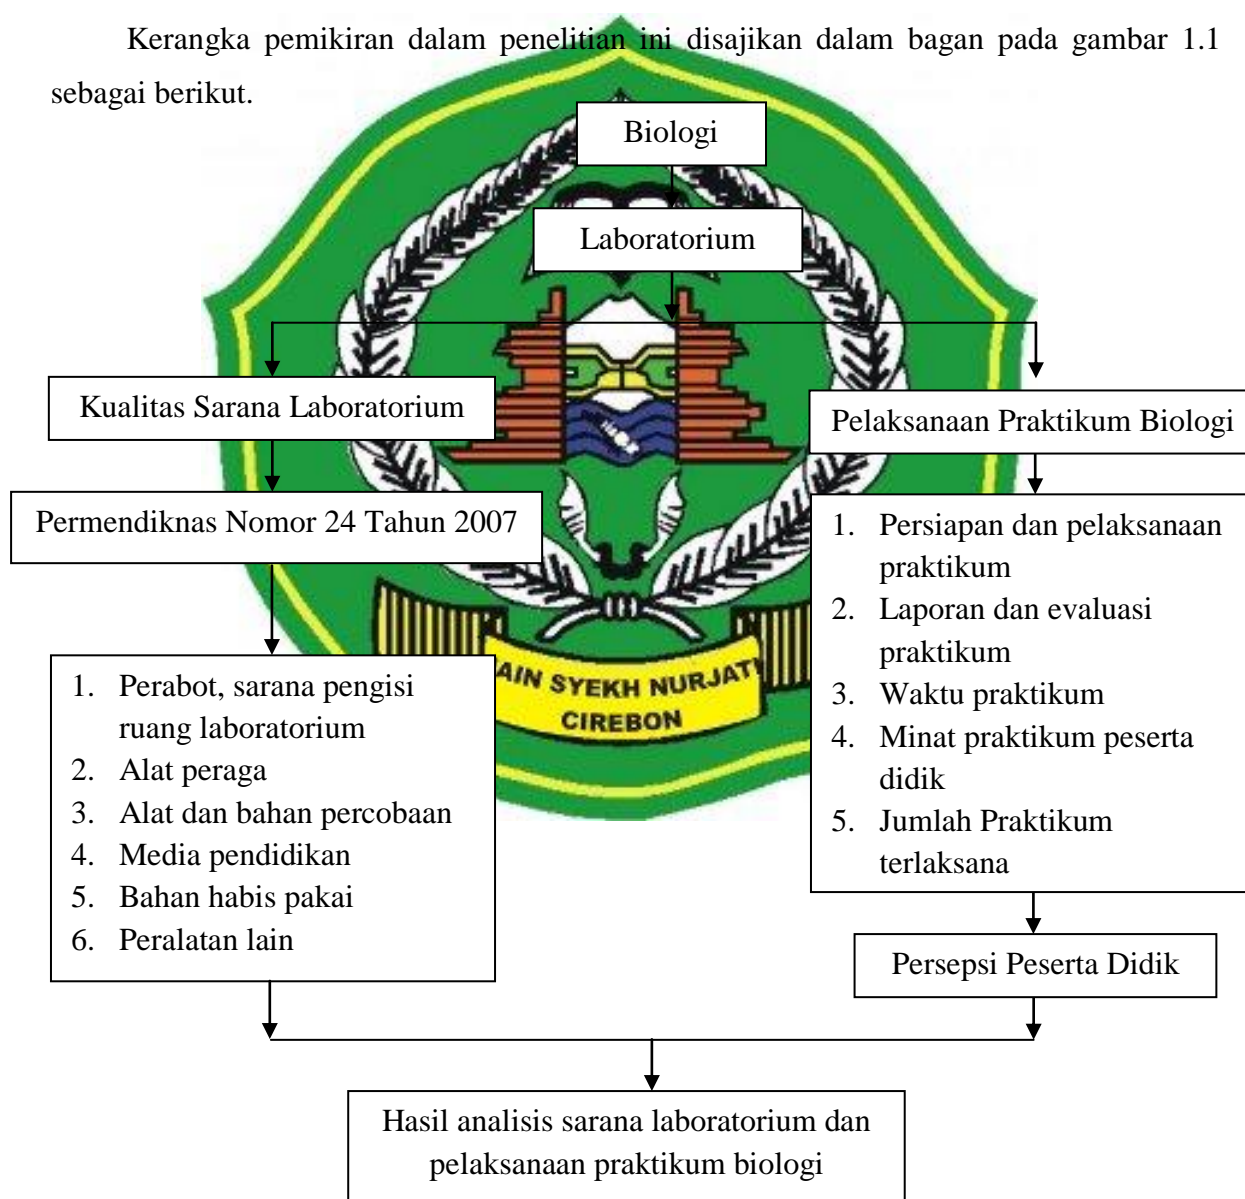 Kerangka pemikiran dalam penelitian ini disajikan dalam bagan pada gambar 1.1
sebagai berikut.
Biologi
Laboratorium
Kualitas Sarana Laboratorium
Pelaksanaan Praktikum Biologi
Permendiknas Nomor 24 Tahun 2007
1. Persiapan dan pelaksanaan
praktikum
2. Laporan dan evaluasi
praktikum
3. Waktu praktikum
4. Minat praktikum peserta
didik
5. Jumlah Praktikum
terlaksana
1. Perabot, sarana pengisi
ruang laboratorium
2. Alat peraga
3. Alat dan bahan percobaan
4. Media pendidikan
5. Bahan habis pakai
6. Peralatan lain
AIN SYEKH NURJATI
CIREBON
Persepsi Peserta Didik
Hasil analisis sarana laboratorium dan
pelaksanaan praktikum biologi